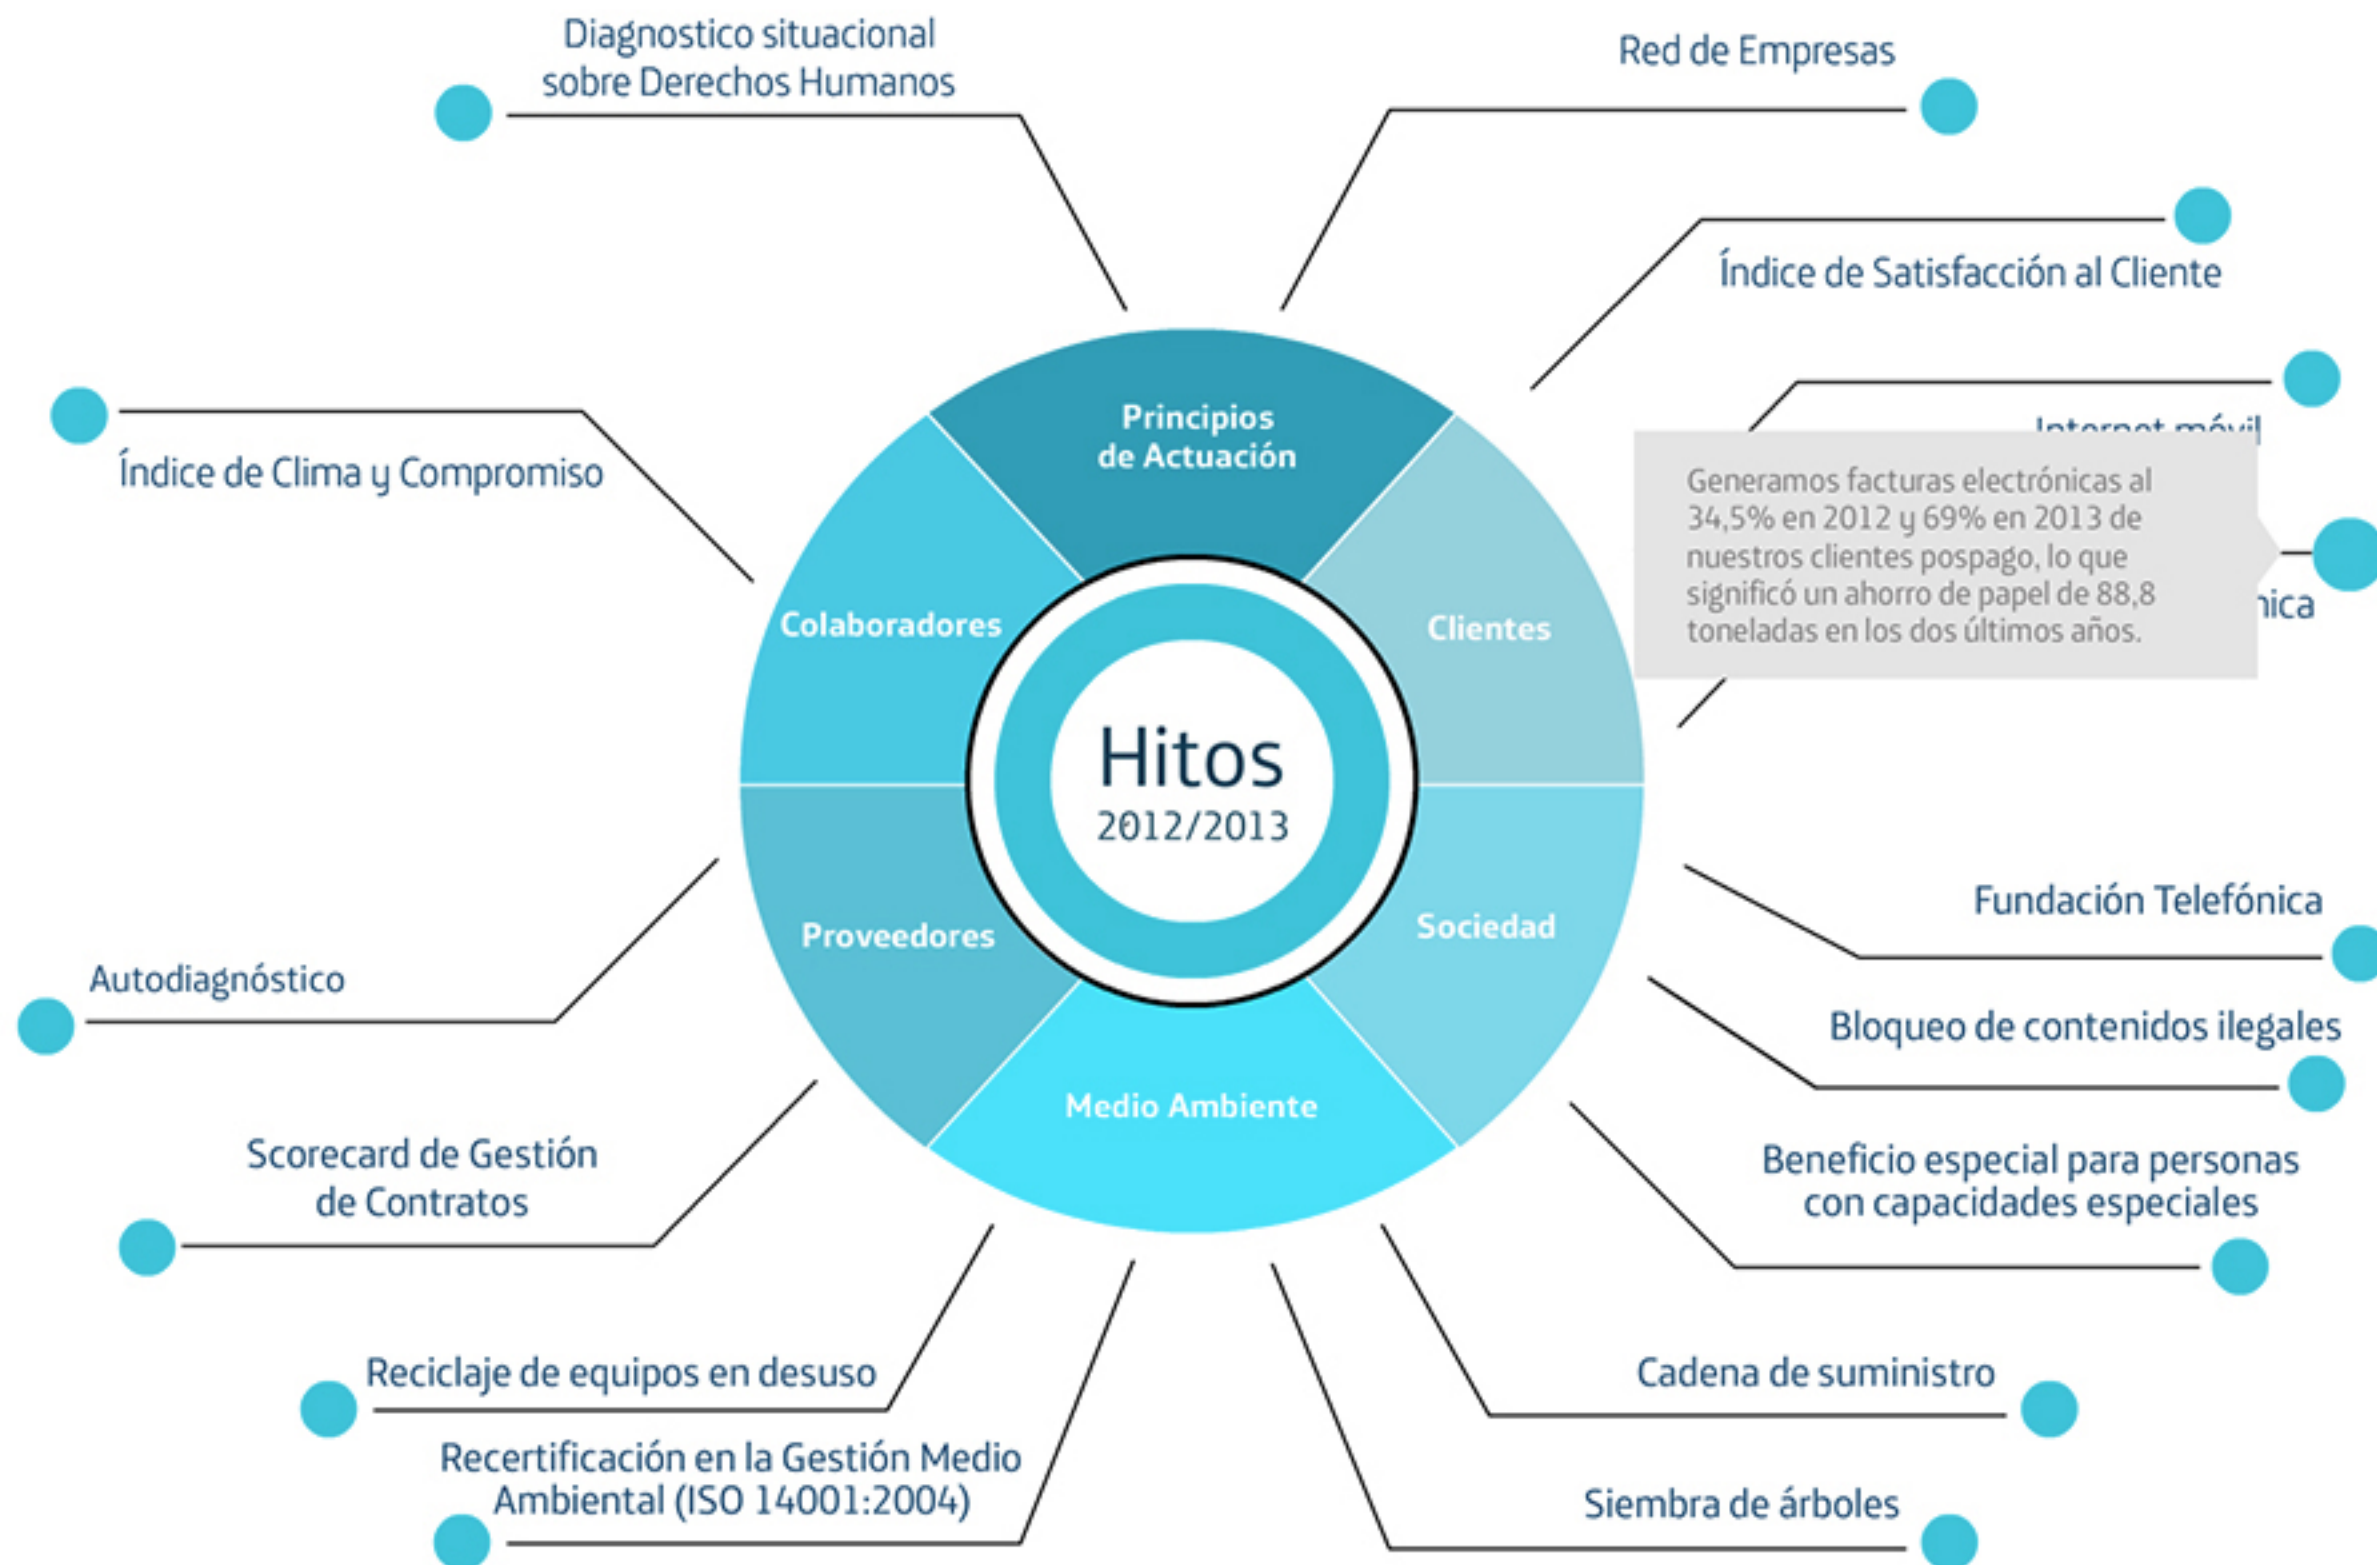 Diagnostico situacional
sobre Derechos Humanos
Red de Empresas
Índice de Satisfacción al Cliente
Internet móvil
Generamos facturas electrónicas al
34,5% en 2012 y 69% en 2013 de
nuestros clientes pospago, lo que
significó un ahorro de papel de 88,8
toneladas en los dos últimos años.
Índice de Clima y Compromiso
Principios
de Actuación
Colaboradores
Clientes
Hitos
2012/2013
Proveedores
Sociedad
Medio Ambiente
Fundación Telefónica
Bloqueo de contenidos ilegales
Beneficio especial para personas
con capacidades especiales
Autodiagnóstico
Scorecard de Gestión
de Contratos
Reciclaje de equipos en desuso
Recertificación en la Gestión Medio
Ambiental (ISO 14001:2004)
Cadena de suministro
Siembra de árboles